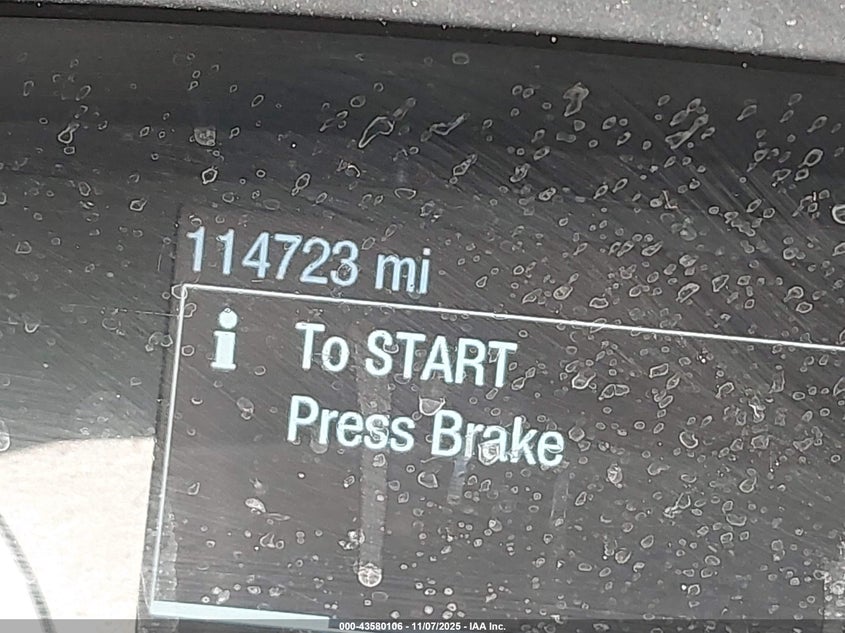 114723 mi
i To START
Press Brake
000-43580106 - 11/07/2025 - IAA Inc.